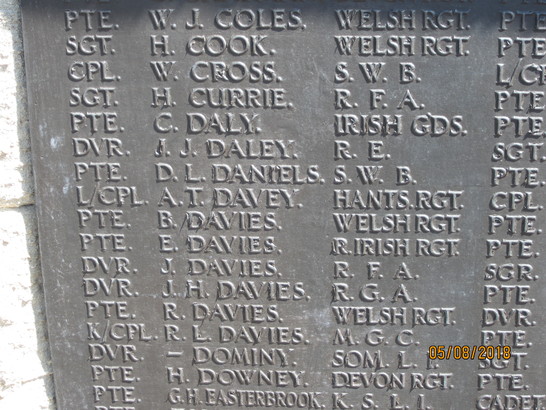 PTE. W. J. COLES. WELSH RGT. PTE.
SGT. H. COOK. WELSH RGT. PTE.
CPL. W. CROSS. S. W. B. L/CP
SGT. H. CURRIE. R. F. A. PTE.
PTE. C. DALY. IRISH GDS. PTE.
DVR. J. J. DALEY. R. E. SGT.
PTE. D. L. DANIELS. S. W. B. PTE.
L/CPL. A. T. DAVEY. HANTS. RGT. CPL.
PTE. B. DAVIES. WELSH RGT. PTE.
PTE. E. DAVIES. R. IRISH RGT. PTE.
DVR. J. DAVIES. R. F. A. SGR.
DVR. J. H. DAVIES. R. G. A. PTE.
PTE. R. DAVIES. WELSH RGT. DVR.
K/CPL. R. L. DAVIES. M. G. C. PTE.
DVR. – DOMINY. SOM. L. I. SGT.
PTE. H. DOWNEY. DEVON RGT. PTE.
PTE. G. H. EASTERBROOK. K. S. L. I. CADET.
05/08/2018